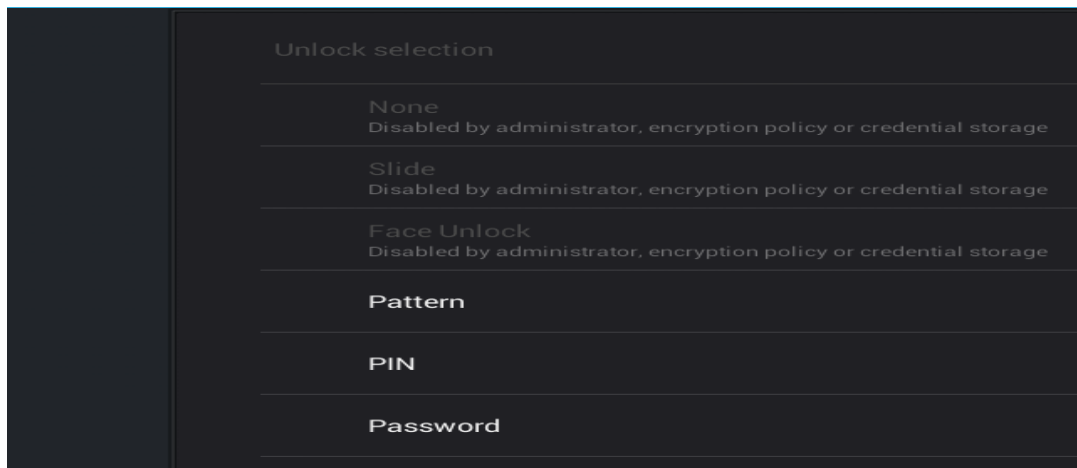 Unlock selection
None
Disabled by administrator, encryption policy or credential storage
Slide
Disabled by administrator, encryption policy or credential storage
Face Unlock
Disabled by administrator, encryption policy or credential storage
Pattern
PIN
Password